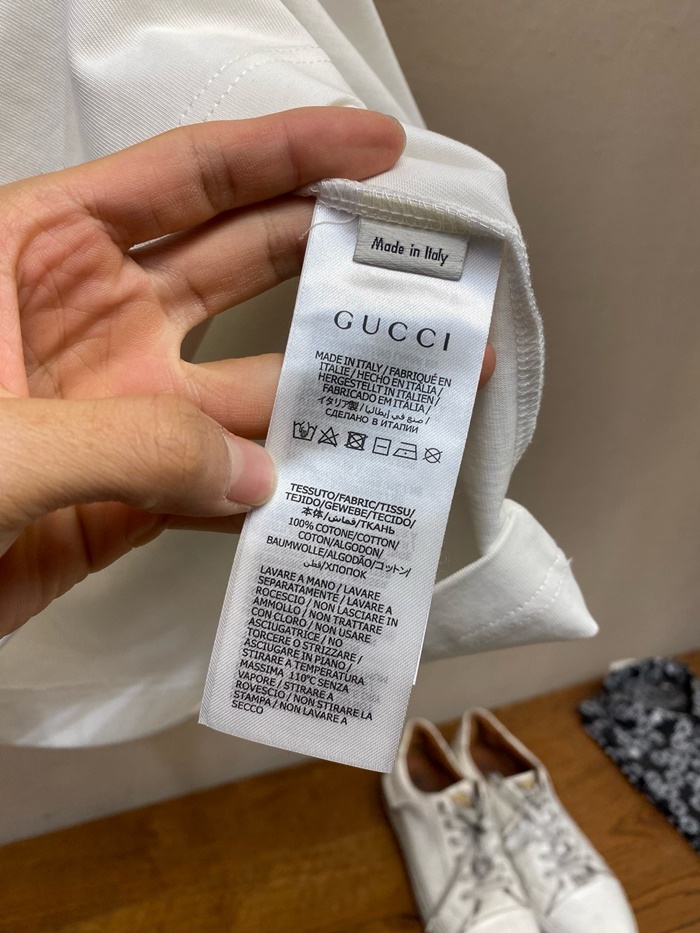 Made in Italy
GUCCI
MADE IN ITALY / FABRIQUÉ EN
ITALIE / HECHO EN ITALIA /
HERGESTELLT IN ITALIEN /
FABRICADO EM ITÁLIA /
イタリア製 / صنع في إيطاليا /
СДЕЛАНО В ИТАЛИИ
TESSUTO/FABRIC/TISSU/
TEJIDO/GEWEBE/TECIDO/
本体/قماش/ТКАНЬ
100% COTONE/COTTON/
COTON/ALGODON/
BAUMWOLLE/ALGODÃO/コットン/
قطن/ХЛОПОК
LAVARE A MANO / LAVARE
SEPARATAMENTE / LAVARE A
ROCESCIO / NON LASCIARE IN
AMMOLLO / NON TRATTARE
CON CLORO / NON USARE
ASCIUGATRICE / NO
TORCERE O STRIZZARE /
ASCIUGARE IN PIANO /
STIRARE A TEMPERATURA
MASSIMA 110°C SENZA
VAPORE / STIRARE A
ROVESCIO / NON STIRARE LA
STAMPA / NON LAVARE A
SECCO